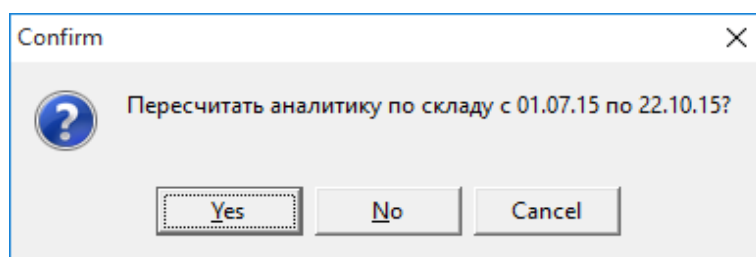 Confirm
Пересчитать аналитику по складу с 01.07.15 по 22.10.15?
Yes No Cancel